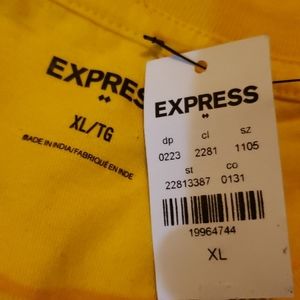 EXPRESS
XL/TG
MADE IN INDIA/FABRIQUÉ EN INDE
EXPRESS
dp cl sz
0223 2281 1105
st co
22813387 0131
19964744
XL